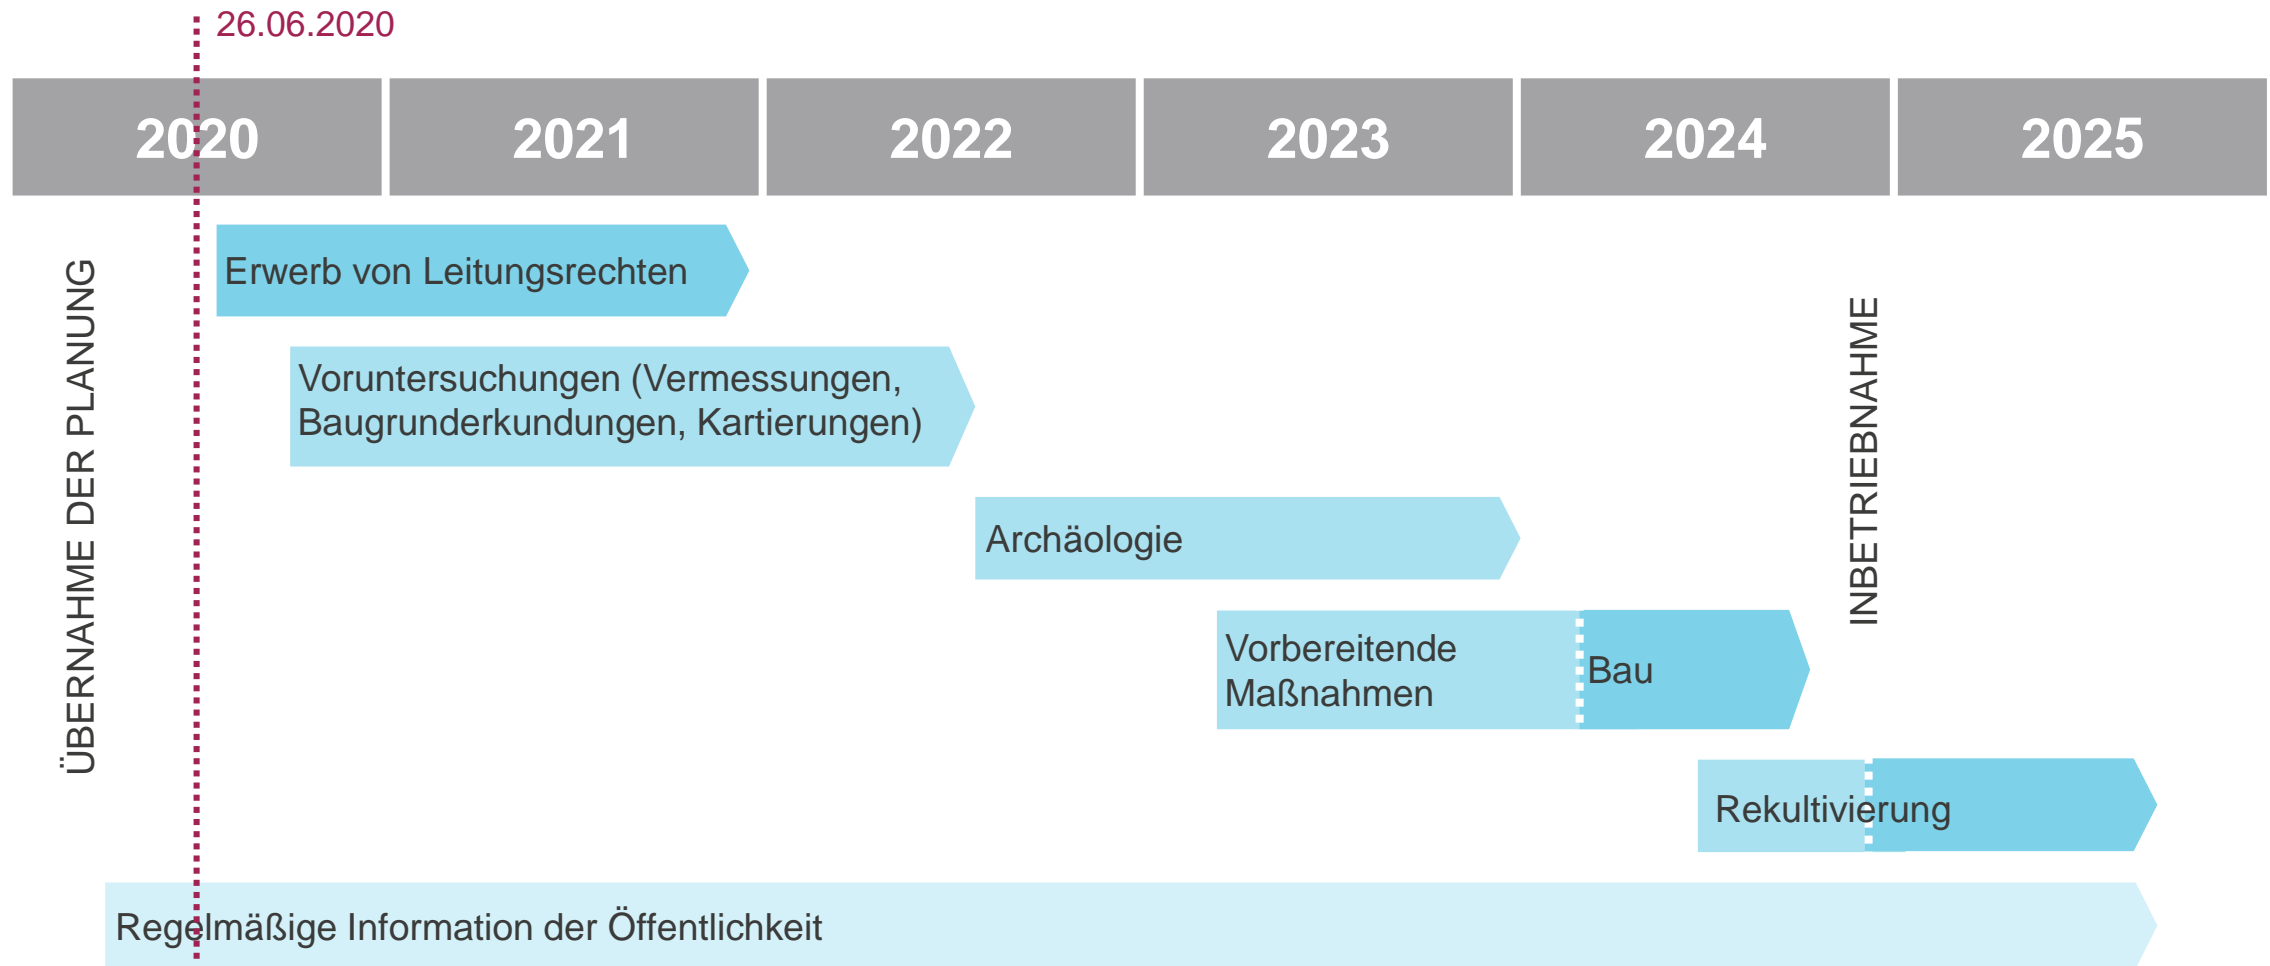 26.06.2020
2020 2021 2022 2023 2024 2025
ÜBERNAHME DER PLANUNG
Erwerb von Leitungsrechten
Voruntersuchungen (Vermessungen,
Baugrunderkundungen, Kartierungen)
Archäologie
Vorbereitende
Maßnahmen
Bau
INBETRIEBNAHME
Rekultivierung
Regelmäßige Information der Öffentlichkeit